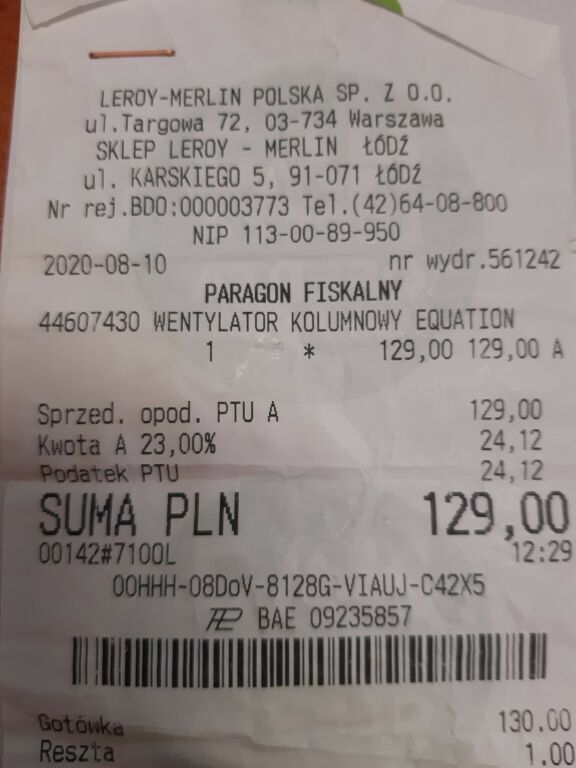 LEROY-MERLIN POLSKA SP. Z O.O.
ul.Targowa 72, 03-734 Warszawa
SKLEP LEROY - MERLIN ŁÓDŹ
ul. KARSKIEGO 5, 91-071 ŁÓDŹ
Nr rej.BDO:000003773 Tel.(42)64-08-800
NIP 113-00-89-950
2020-08-10 nr wydr.561242
PARAGON FISKALNY
44607430 WENTYLATOR KOLUMNOWY EQUATION
1 * 129,00 129,00 A
Sprzed. opod. PTU A 129,00
Kwota A 23,00% 24,12
Podatek PTU 24,12
SUMA PLN 129,00
00142#7100L 12:29
00HHH-08DoV-8128G-VIAUJ-C42X5
BAE 09235857
Gotówka 130.00
Reszta 1.00